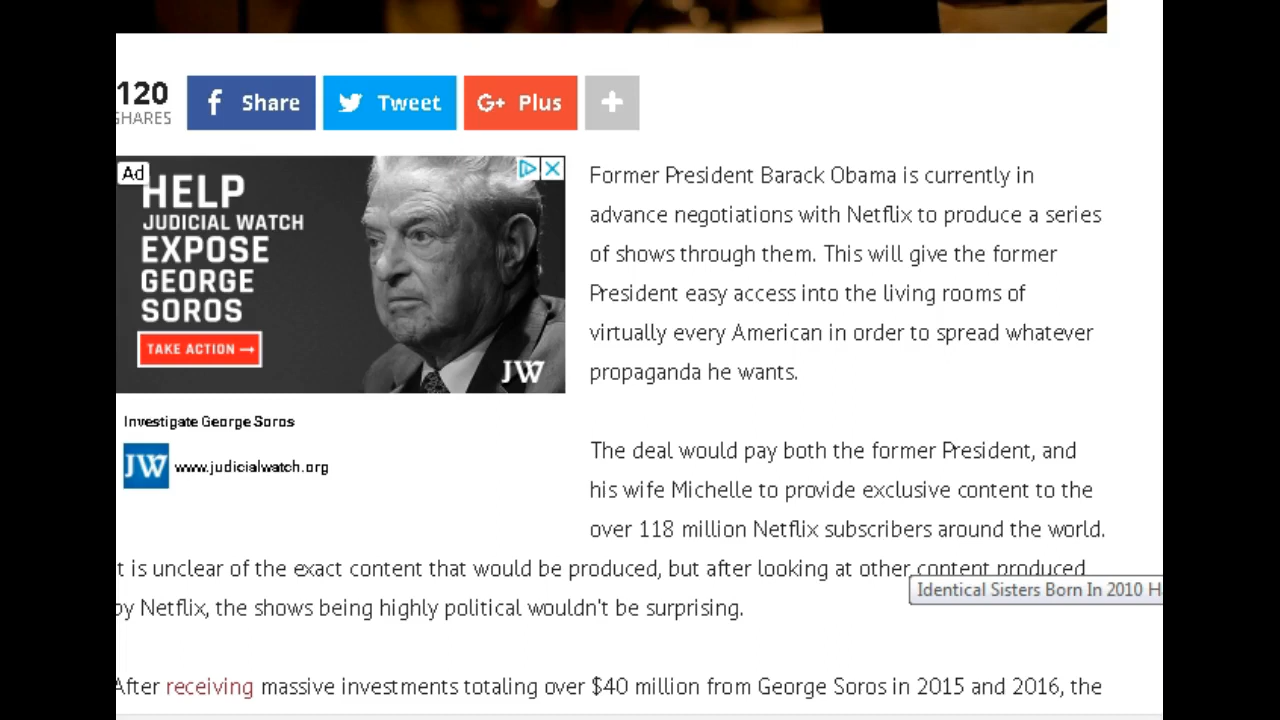 120
SHARES
Share
Tweet
G+ Plus
+
Ad
HELP
JUDICIAL WATCH
EXPOSE
GEORGE
SOROS
TAKE ACTION →
JW
Investigate George Soros
JW www.judicialwatch.org
Former President Barack Obama is currently in
advance negotiations with Netflix to produce a series
of shows through them. This will give the former
President easy access into the living rooms of
virtually every American in order to spread whatever
propaganda he wants.
The deal would pay both the former President, and
his wife Michelle to provide exclusive content to the
over 118 million Netflix subscribers around the world.
t is unclear of the exact content that would be produced, but after looking at other content produced
by Netflix, the shows being highly political wouldn't be surprising.
Identical Sisters Born In 2010 H
After receiving massive investments totaling over $40 million from George Soros in 2015 and 2016, the